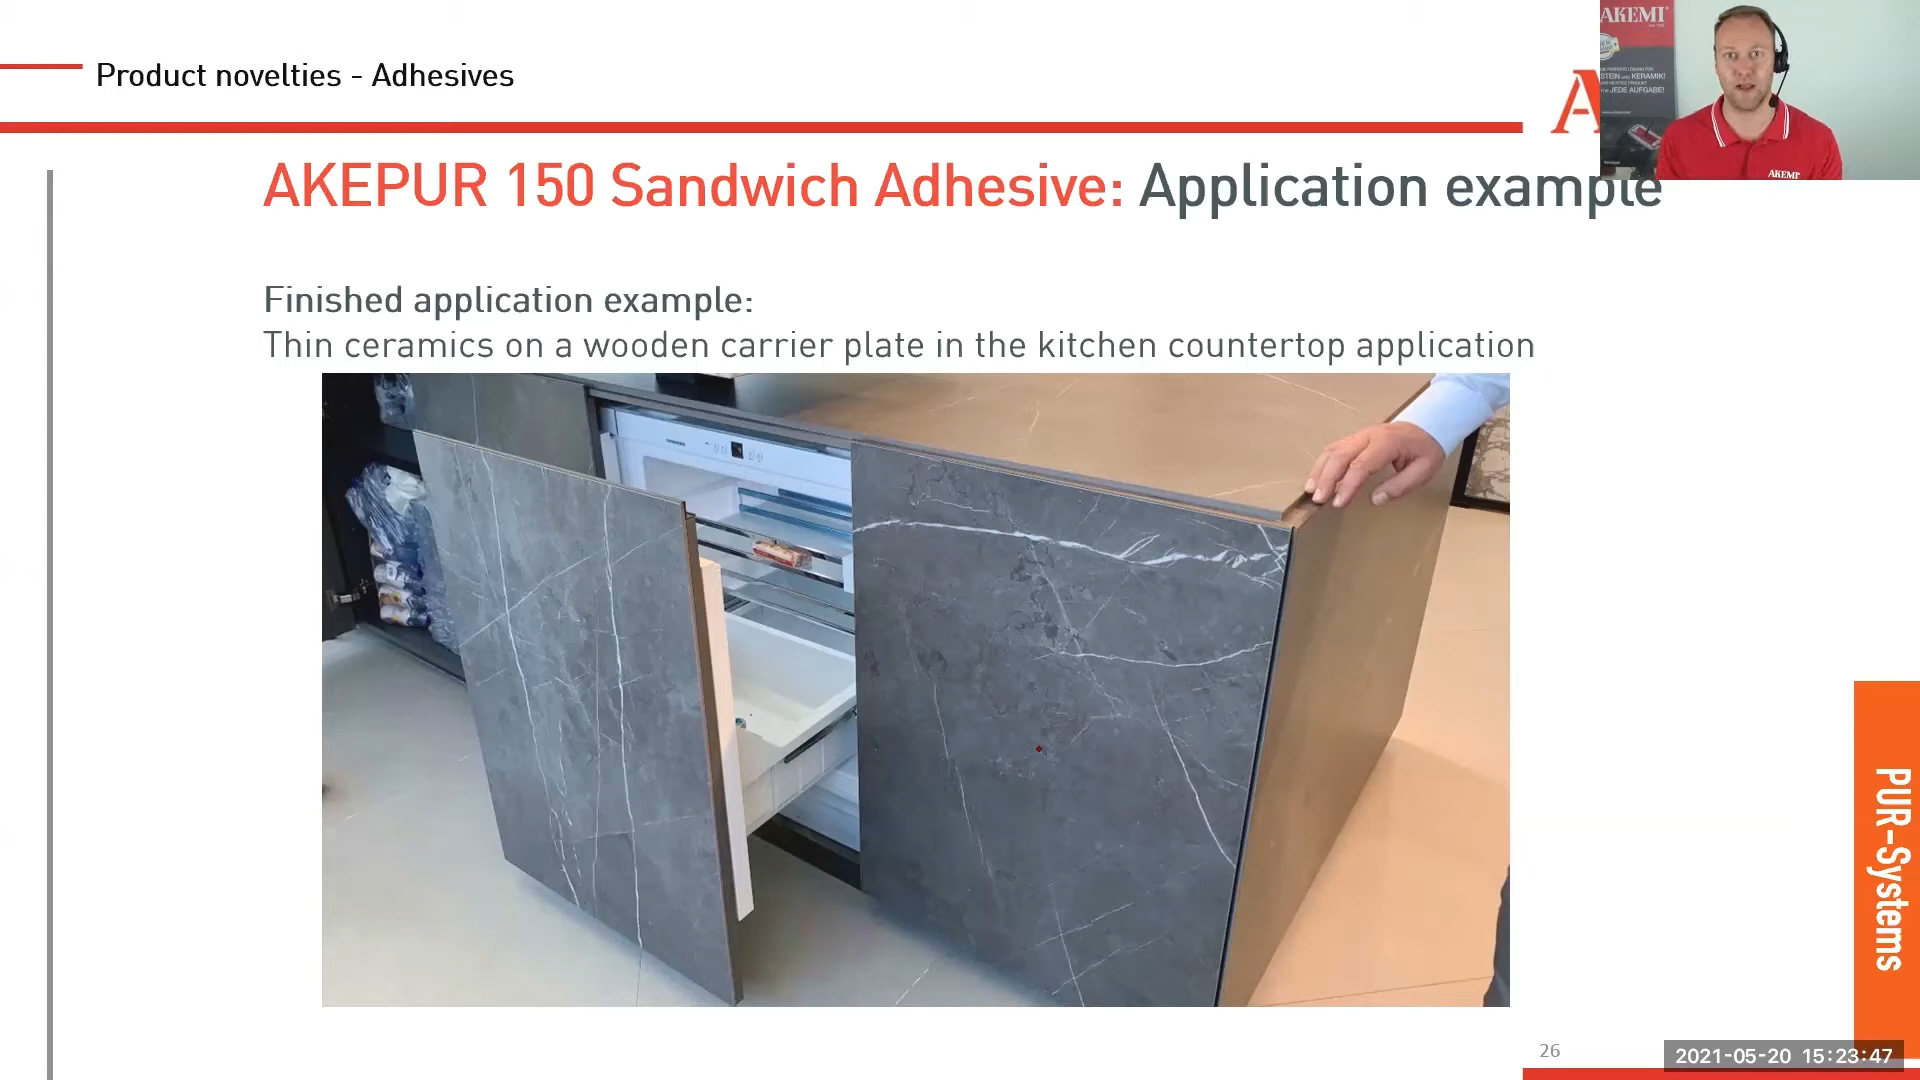 Product novelties - Adhesives
AKEPUR 150 Sandwich Adhesive: Application example
Finished application example:
Thin ceramics on a wooden carrier plate in the kitchen countertop application
AKEMI
STEIN UND KERAMIK!
JEDE AUFGABE!
AKEMI
PUR-Systems
26
2021-05-20 15:23:47